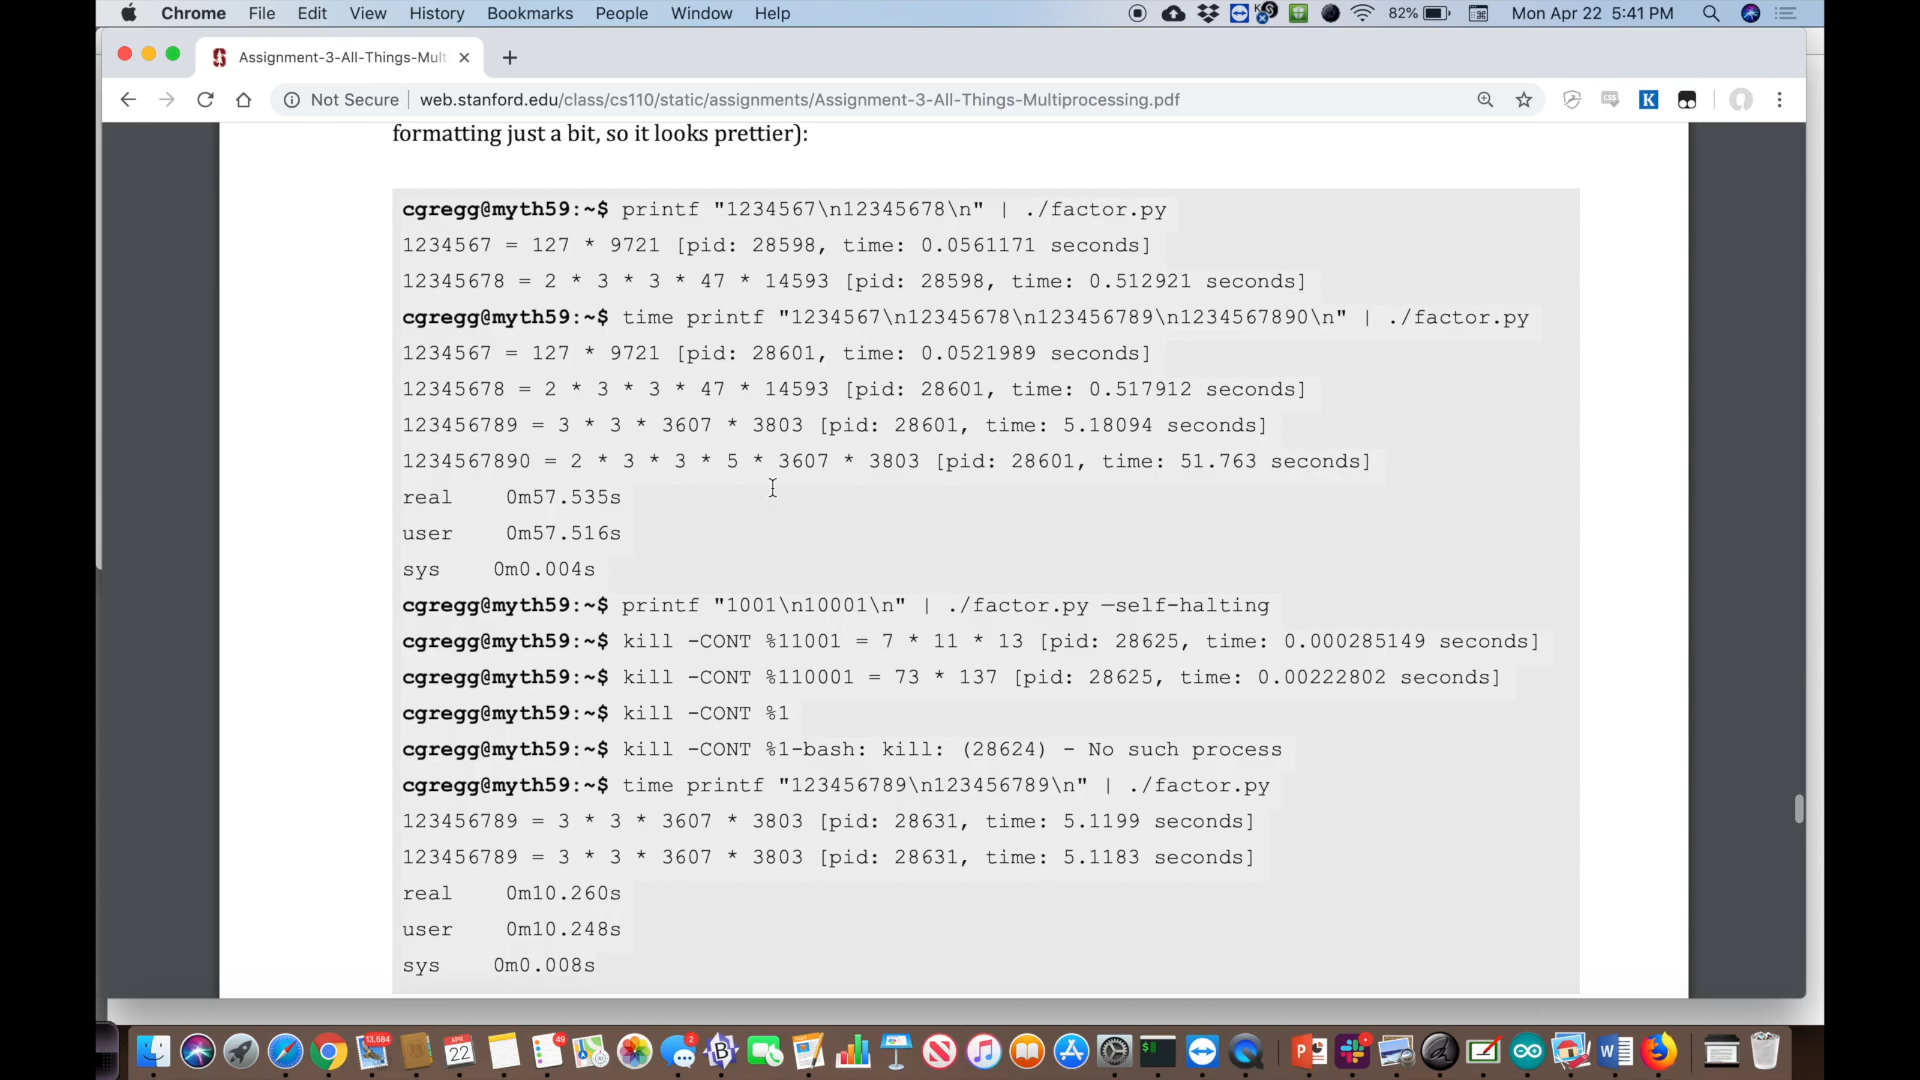 Chrome File Edit View History Bookmarks People Window Help 82% Mon Apr 22 5:41 PM
Assignment-3-All-Things-Mult
Not Secure web.stanford.edu/class/cs110/static/assignments/Assignment-3-All-Things-Multiprocessing.pdf
formatting just a bit, so it looks prettier):
cgregg@myth59:~$ printf "1234567\n12345678\n" | ./factor.py
1234567 = 127 * 9721 [pid: 28598, time: 0.0561171 seconds]
12345678 = 2 * 3 * 3 * 47 * 14593 [pid: 28598, time: 0.512921 seconds]
cgregg@myth59:~$ time printf "1234567\n12345678\n123456789\n1234567890\n" | ./factor.py
1234567 = 127 * 9721 [pid: 28601, time: 0.0521989 seconds]
12345678 = 2 * 3 * 3 * 47 * 14593 [pid: 28601, time: 0.517912 seconds]
123456789 = 3 * 3 * 3607 * 3803 [pid: 28601, time: 5.18094 seconds]
1234567890 = 2 * 3 * 3 * 5 * 3607 * 3803 [pid: 28601, time: 51.763 seconds]
real 0m57.535s
user 0m57.516s
sys 0m0.004s
cgregg@myth59:~$ printf "1001\n10001\n" | ./factor.py —self-halting
cgregg@myth59:~$ kill -CONT %11001 = 7 * 11 * 13 [pid: 28625, time: 0.000285149 seconds]
cgregg@myth59:~$ kill -CONT %110001 = 73 * 137 [pid: 28625, time: 0.00222802 seconds]
cgregg@myth59:~$ kill -CONT %1
cgregg@myth59:~$ kill -CONT %1-bash: kill: (28624) - No such process
cgregg@myth59:~$ time printf "123456789\n123456789\n" | ./factor.py
123456789 = 3 * 3 * 3607 * 3803 [pid: 28631, time: 5.1199 seconds]
123456789 = 3 * 3 * 3607 * 3803 [pid: 28631, time: 5.1183 seconds]
real 0m10.260s
user 0m10.248s
sys 0m0.008s